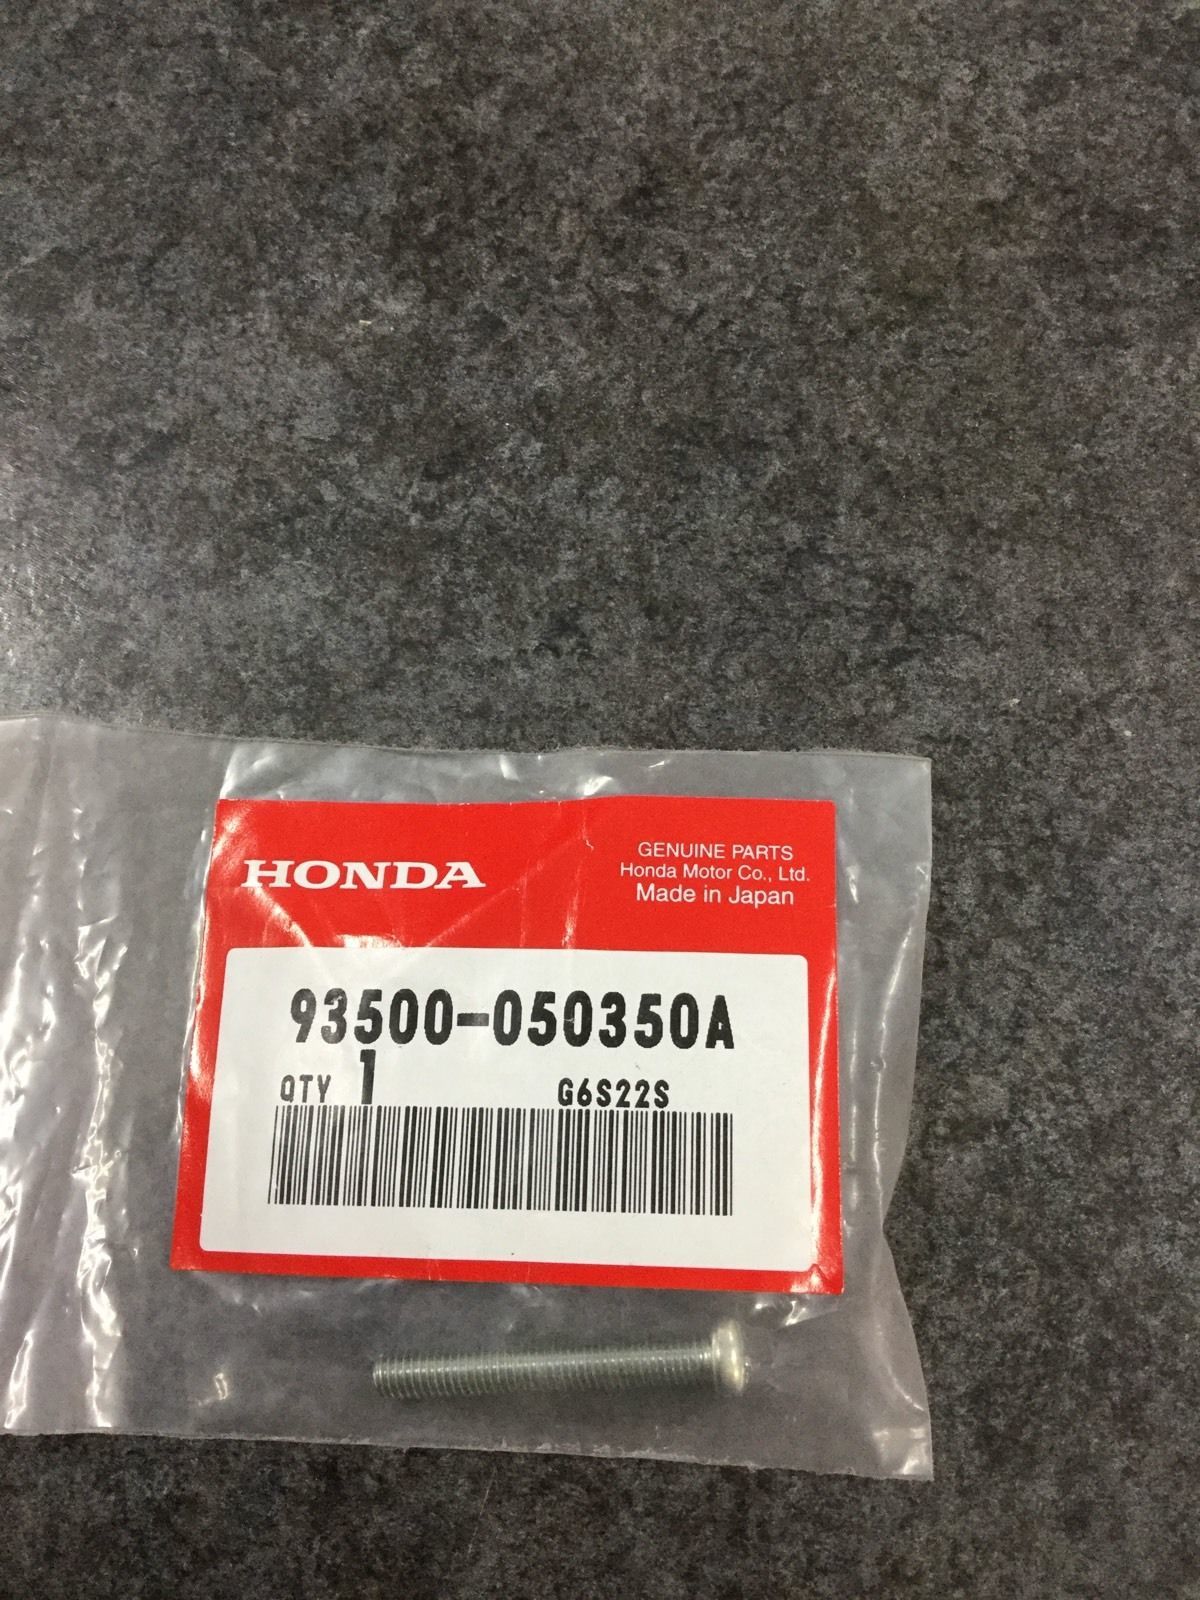 HONDA
GENUINE PARTS
Honda Motor Co., Ltd.
Made in Japan
93500-050350A
QTY 1 G6S22S